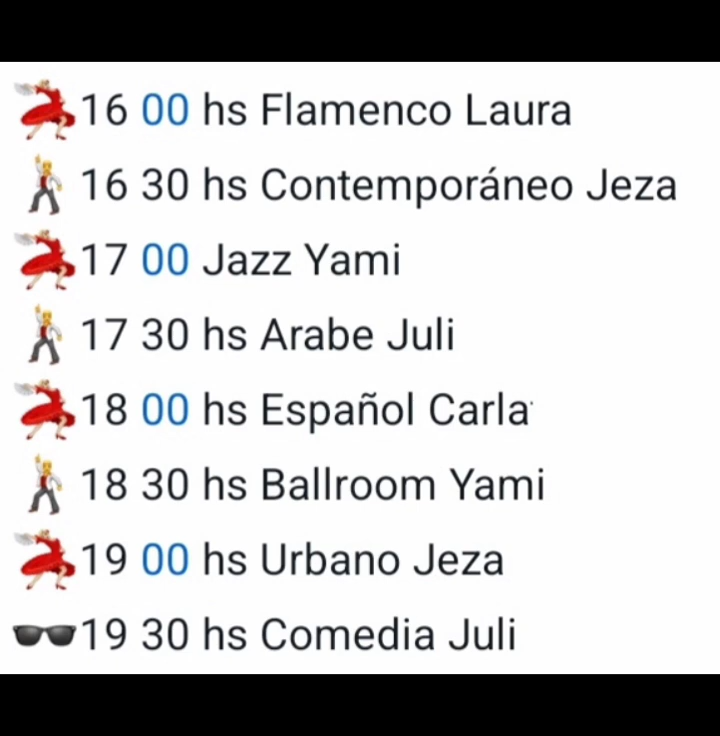 16 00 hs Flamenco Laura
16 30 hs Contemporáneo Jeza
17 00 Jazz Yami
17 30 hs Arabe Juli
18 00 hs Español Carla
18 30 hs Ballroom Yami
19 00 hs Urbano Jeza
19 30 hs Comedia Juli